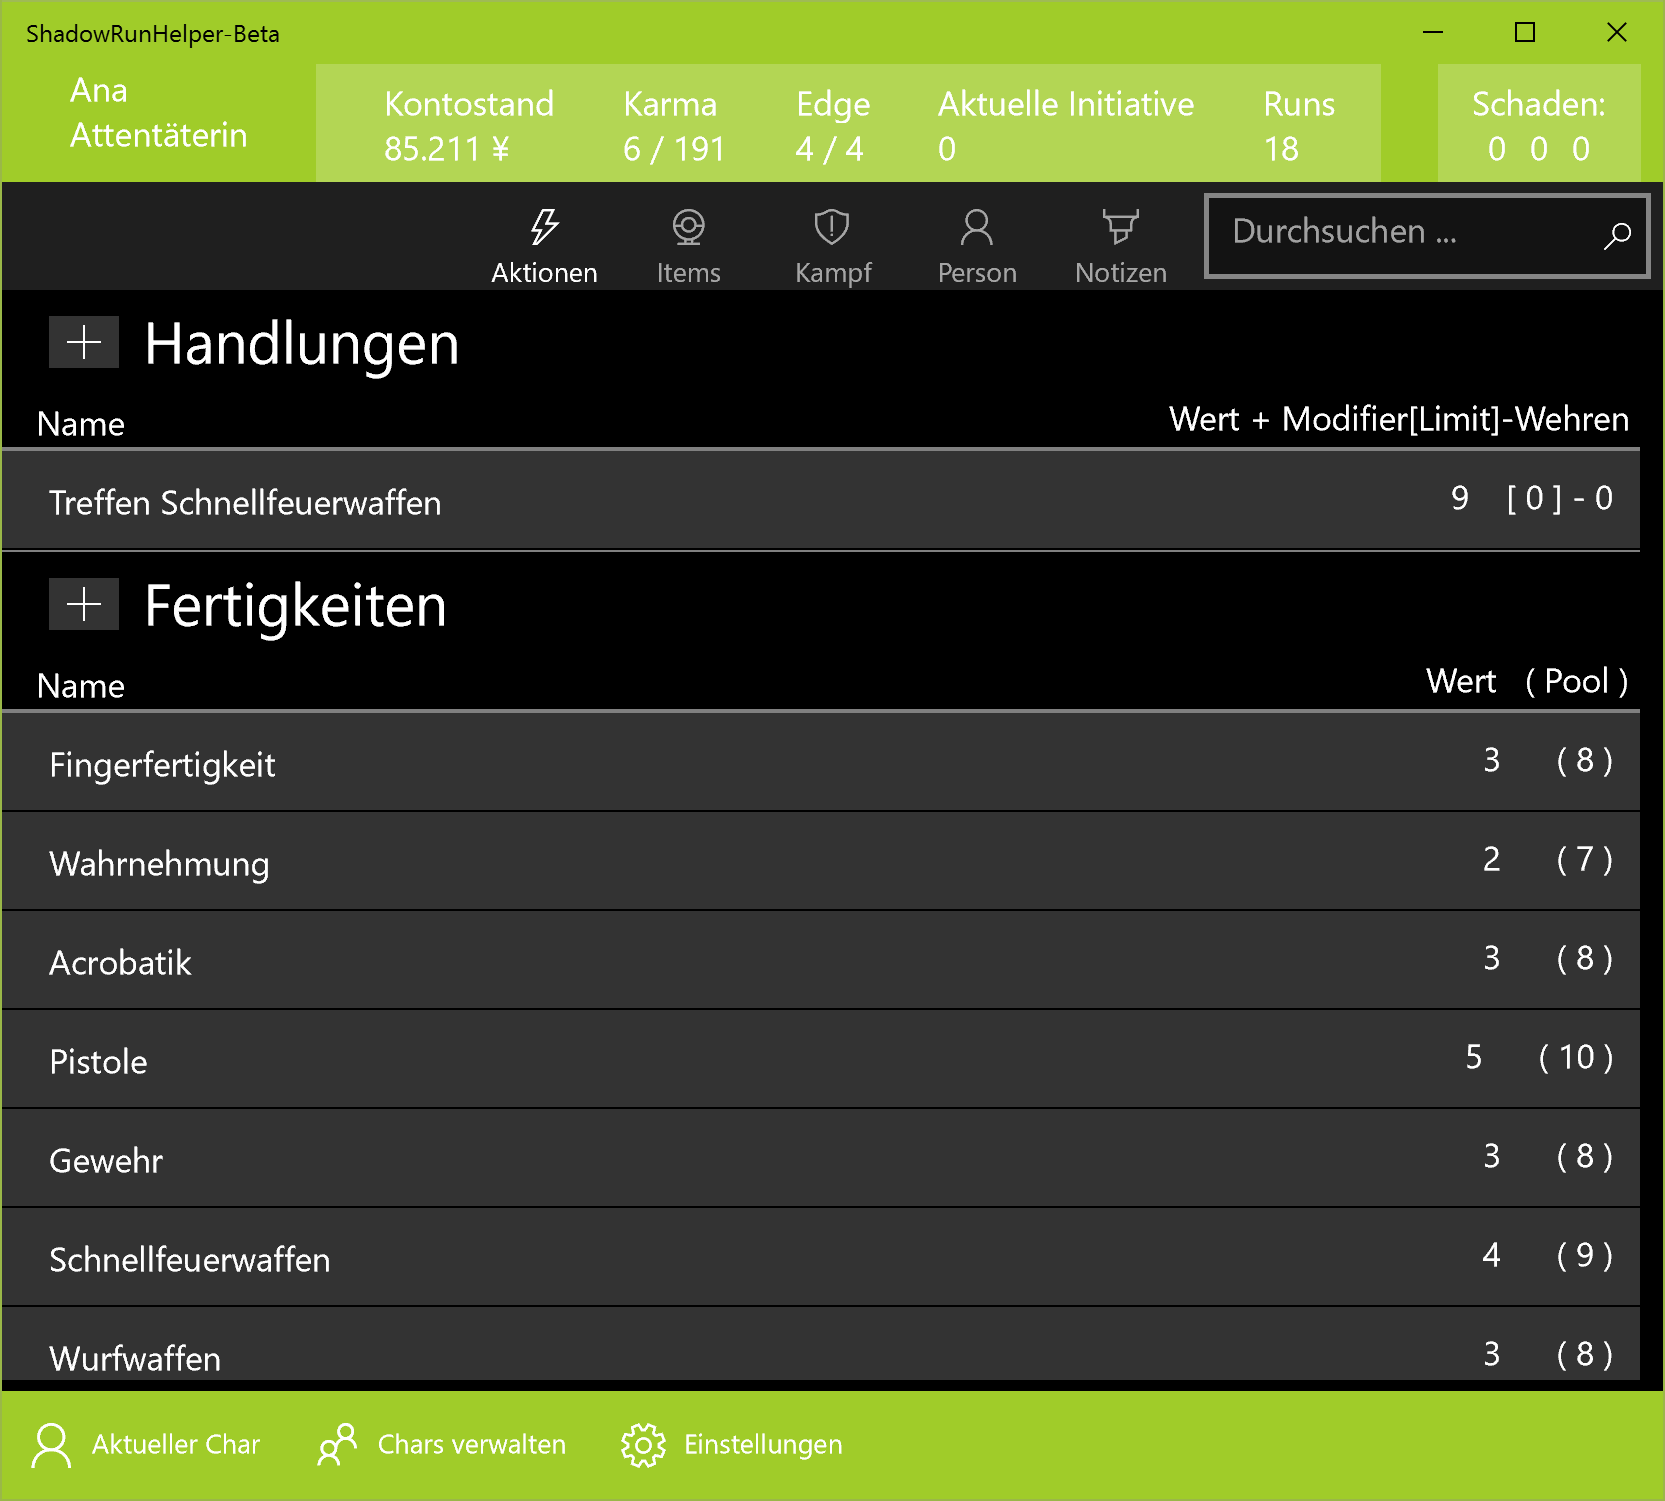 ShadowRunHelper-Beta
Ana
Attentäterin
Kontostand Karma Edge Aktuelle Initiative Runs Schaden:
85.211 ¥ 6 / 191 4 / 4 0 18 0 0 0
Aktionen Items Kampf Person Notizen Durchsuchen ...
Handlungen
Name Wert + Modifier[Limit]-Wehren
Treffen Schnellfeuerwaffen 9 [ 0 ] - 0
Fertigkeiten
Name Wert ( Pool )
Fingerfertigkeit 3 ( 8 )
Wahrnehmung 2 ( 7 )
Acrobatik 3 ( 8 )
Pistole 5 ( 10 )
Gewehr 3 ( 8 )
Schnellfeuerwaffen 4 ( 9 )
Wurfwaffen 3 ( 8 )
Aktueller Char Chars verwalten Einstellungen